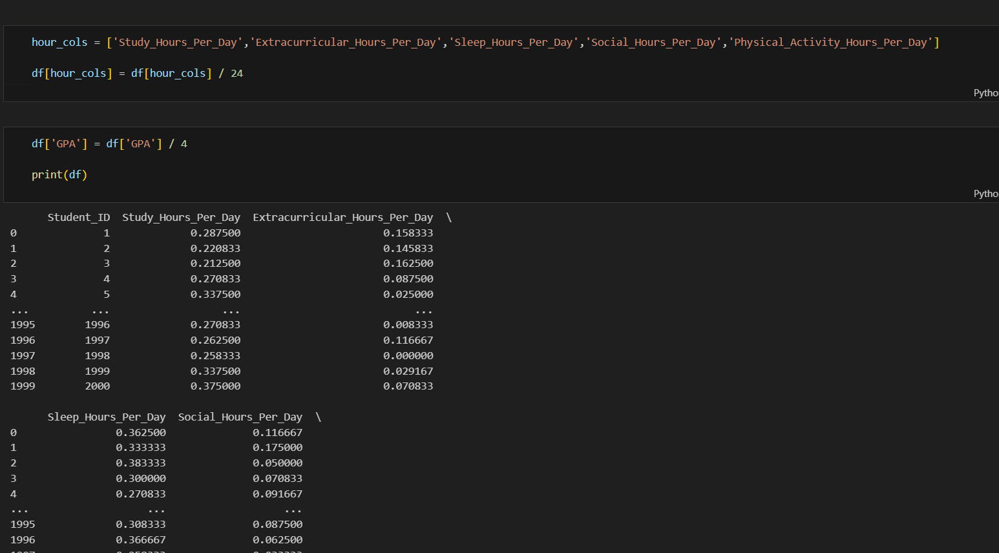 hour_cols = ['Study_Hours_Per_Day','Extracurricular_Hours_Per_Day','Sleep_Hours_Per_Day','Social_Hours_Per_Day','Physical_Activity_Hours_Per_Day']
df[hour_cols] = df[hour_cols] / 24
Pytho
df['GPA'] = df['GPA'] / 4
print(df)
Pytho
Student_ID  Study_Hours_Per_Day  Extracurricular_Hours_Per_Day  \
0 1 0.287500 0.158333
1 2 0.220833 0.145833
2 3 0.212500 0.162500
3 4 0.270833 0.087500
4 5 0.337500 0.025000
... ... ... ...
1995 1996 0.270833 0.008333
1996 1997 0.262500 0.116667
1997 1998 0.258333 0.000000
1998 1999 0.337500 0.029167
1999 2000 0.375000 0.070833
Sleep_Hours_Per_Day  Social_Hours_Per_Day  \
0 0.362500 0.116667
1 0.333333 0.175000
2 0.383333 0.050000
3 0.300000 0.070833
4 0.270833 0.091667
... ... ...
1995 0.308333 0.087500
1996 0.366667 0.062500